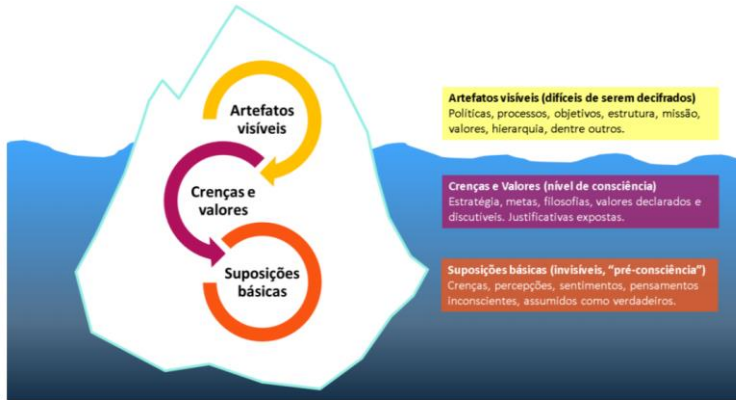 Artefatos
visíveis
Crenças e
valores
Suposições
básicas
Artefatos visíveis (difíceis de serem decifrados)
Políticas, processos, objetivos, estrutura, missão,
valores, hierarquia, dentre outros.
Crenças e Valores (nível de consciência)
Estratégia, metas, filosofias, valores declarados e
discutíveis. Justificativas expostas.
Suposições básicas (invisíveis, “pré-consciência”)
Crenças, percepções, sentimentos, pensamentos
inconscientes, assumidos como verdadeiros.